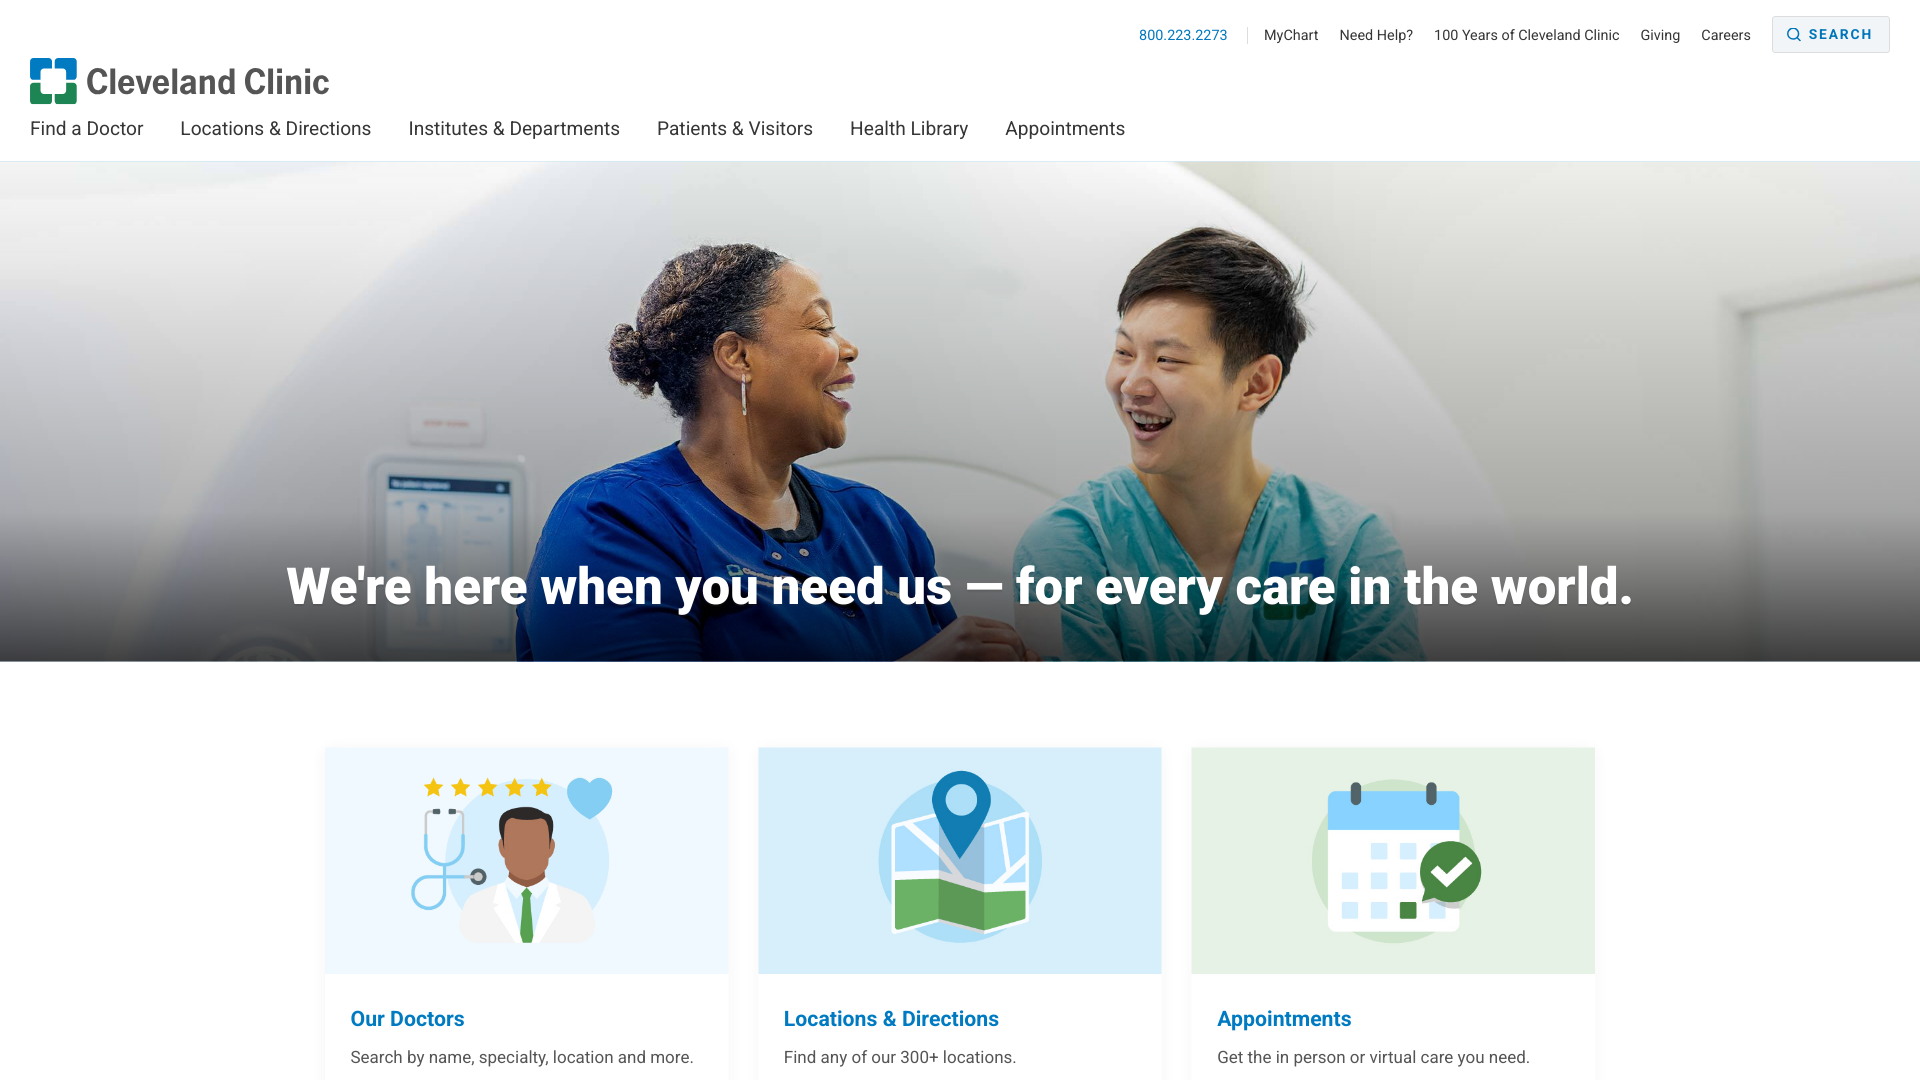 800.223.2273
MyChart
Need Help?
100 Years of Cleveland Clinic
Giving
Careers
SEARCH
Cleveland Clinic
Find a Doctor
Locations & Directions
Institutes & Departments
Patients & Visitors
Health Library
Appointments
We're here when you need us — for every care in the world.
Our Doctors
Search by name, specialty, location and more.
Locations & Directions
Find any of our 300+ locations.
Appointments
Get the in person or virtual care you need.